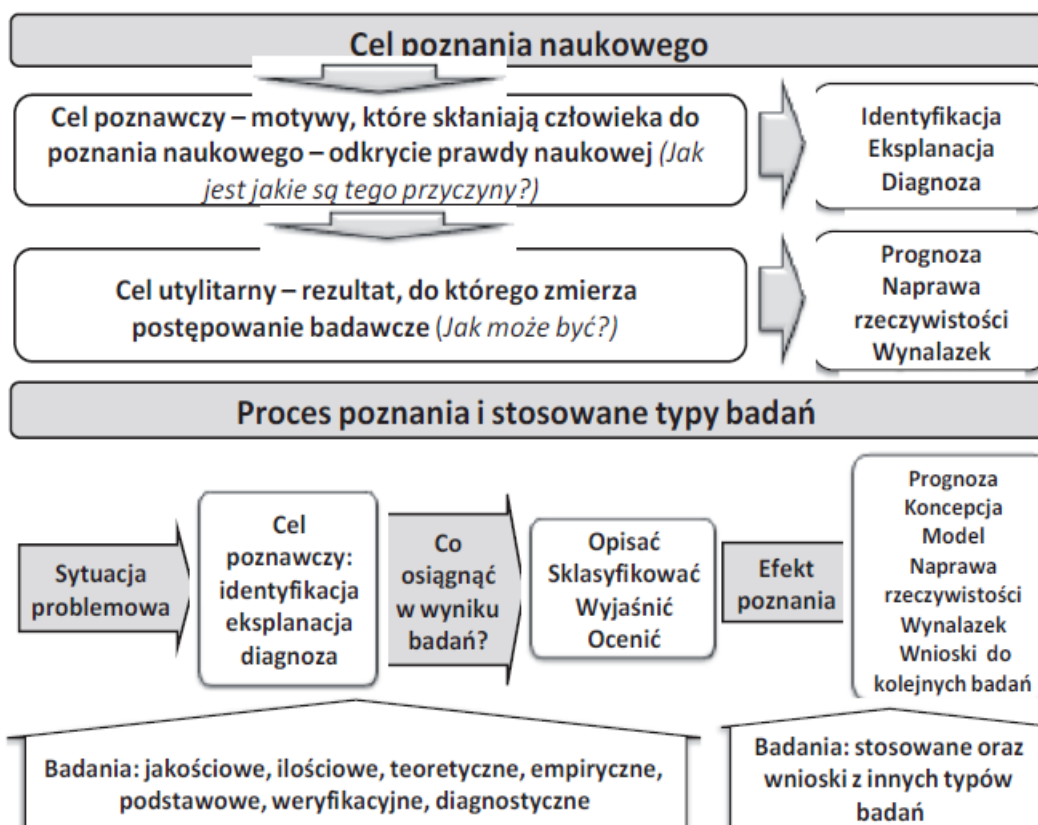 Cel poznania naukowego
Cel poznawczy – motywy, które skłaniają człowieka do
poznania naukowego – odkrycie prawdy naukowej (Jak
jest jakie są tego przyczyny?)
Identyfikacja
Eksplanacja
Diagnoza
Cel utylitarny – rezultat, do którego zmierza
postępowanie badawcze (Jak może być?)
Prognoza
Naprawa
rzeczywistości
Wynalazek
Proces poznania i stosowane typy badań
Sytuacja
problemowa
Cel
poznawczy:
identyfikacja
eksplanacja
diagnoza
Co
osiągnąć
w wyniku
badań?
Opisać
Sklasyfikować
Wyjaśnić
Ocenić
Efekt
poznania
Prognoza
Koncepcja
Model
Naprawa
rzeczywistości
Wynalazek
Wnioski do
kolejnych badań
Badania: jakościowe, ilościowe, teoretyczne, empiryczne,
podstawowe, weryfikacyjne, diagnostyczne
Badania: stosowane oraz
wnioski z innych typów
badań